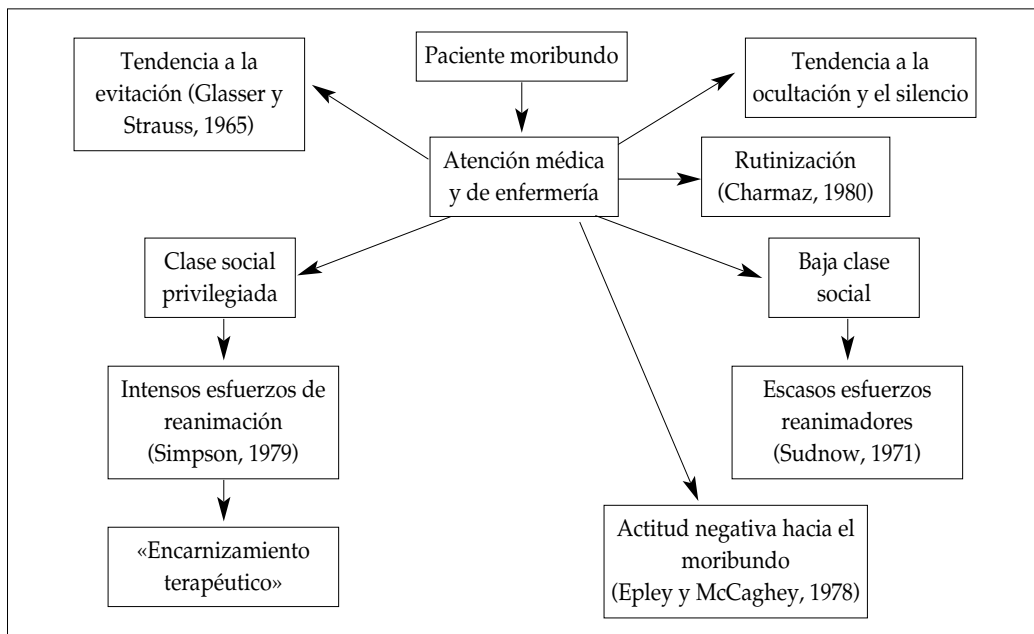 Paciente moribundo
Tendencia a la
evitación (Glasser y
Strauss, 1965)
Tendencia a la
ocultación y el silencio
Atención médica
y de enfermería
Rutinización
(Charmaz, 1980)
Clase social
privilegiada
Baja clase
social
Intensos esfuerzos de
reanimación
(Simpson, 1979)
Escasos esfuerzos
reanimadores
(Sudnow, 1971)
«Encarnizamiento
terapéutico»
Actitud negativa hacia el
moribundo
(Epley y McCaghey, 1978)